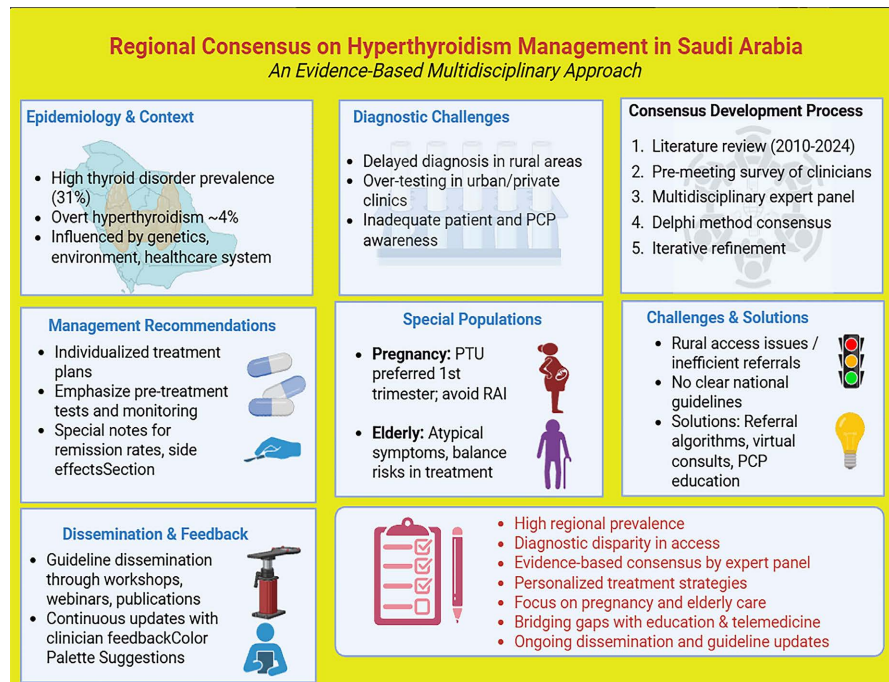 Regional Consensus on Hyperthyroidism Management in Saudi Arabia
An Evidence-Based Multidisciplinary Approach
Epidemiology & Context
• High thyroid disorder prevalence
(31%)
• Overt hyperthyroidism ~4%
• Influenced by genetics,
environment, healthcare system
Diagnostic Challenges
• Delayed diagnosis in rural areas
• Over-testing in urban/private
clinics
• Inadequate patient and PCP
awareness
Consensus Development Process
1. Literature review (2010-2024)
2. Pre-meeting survey of clinicians
3. Multidisciplinary expert panel
4. Delphi method consensus
5. Iterative refinement
Management Recommendations
• Individualized treatment
plans
• Emphasize pre-treatment
tests and monitoring
• Special notes for
remission rates, side
effectsSection
Special Populations
• Pregnancy: PTU
preferred 1st
trimester; avoid RAI
• Elderly: Atypical
symptoms, balance
risks in treatment
Challenges & Solutions
• Rural access issues /
inefficient referrals
• No clear national
guidelines
• Solutions: Referral
algorithms, virtual
consults, PCP
education
Dissemination & Feedback
• Guideline dissemination
through workshops,
webinars, publications
• Continuous updates with
clinician feedbackColor
Palette Suggestions
• High regional prevalence
• Diagnostic disparity in access
• Evidence-based consensus by expert panel
• Personalized treatment strategies
• Focus on pregnancy and elderly care
• Bridging gaps with education & telemedicine
• Ongoing dissemination and guideline updates